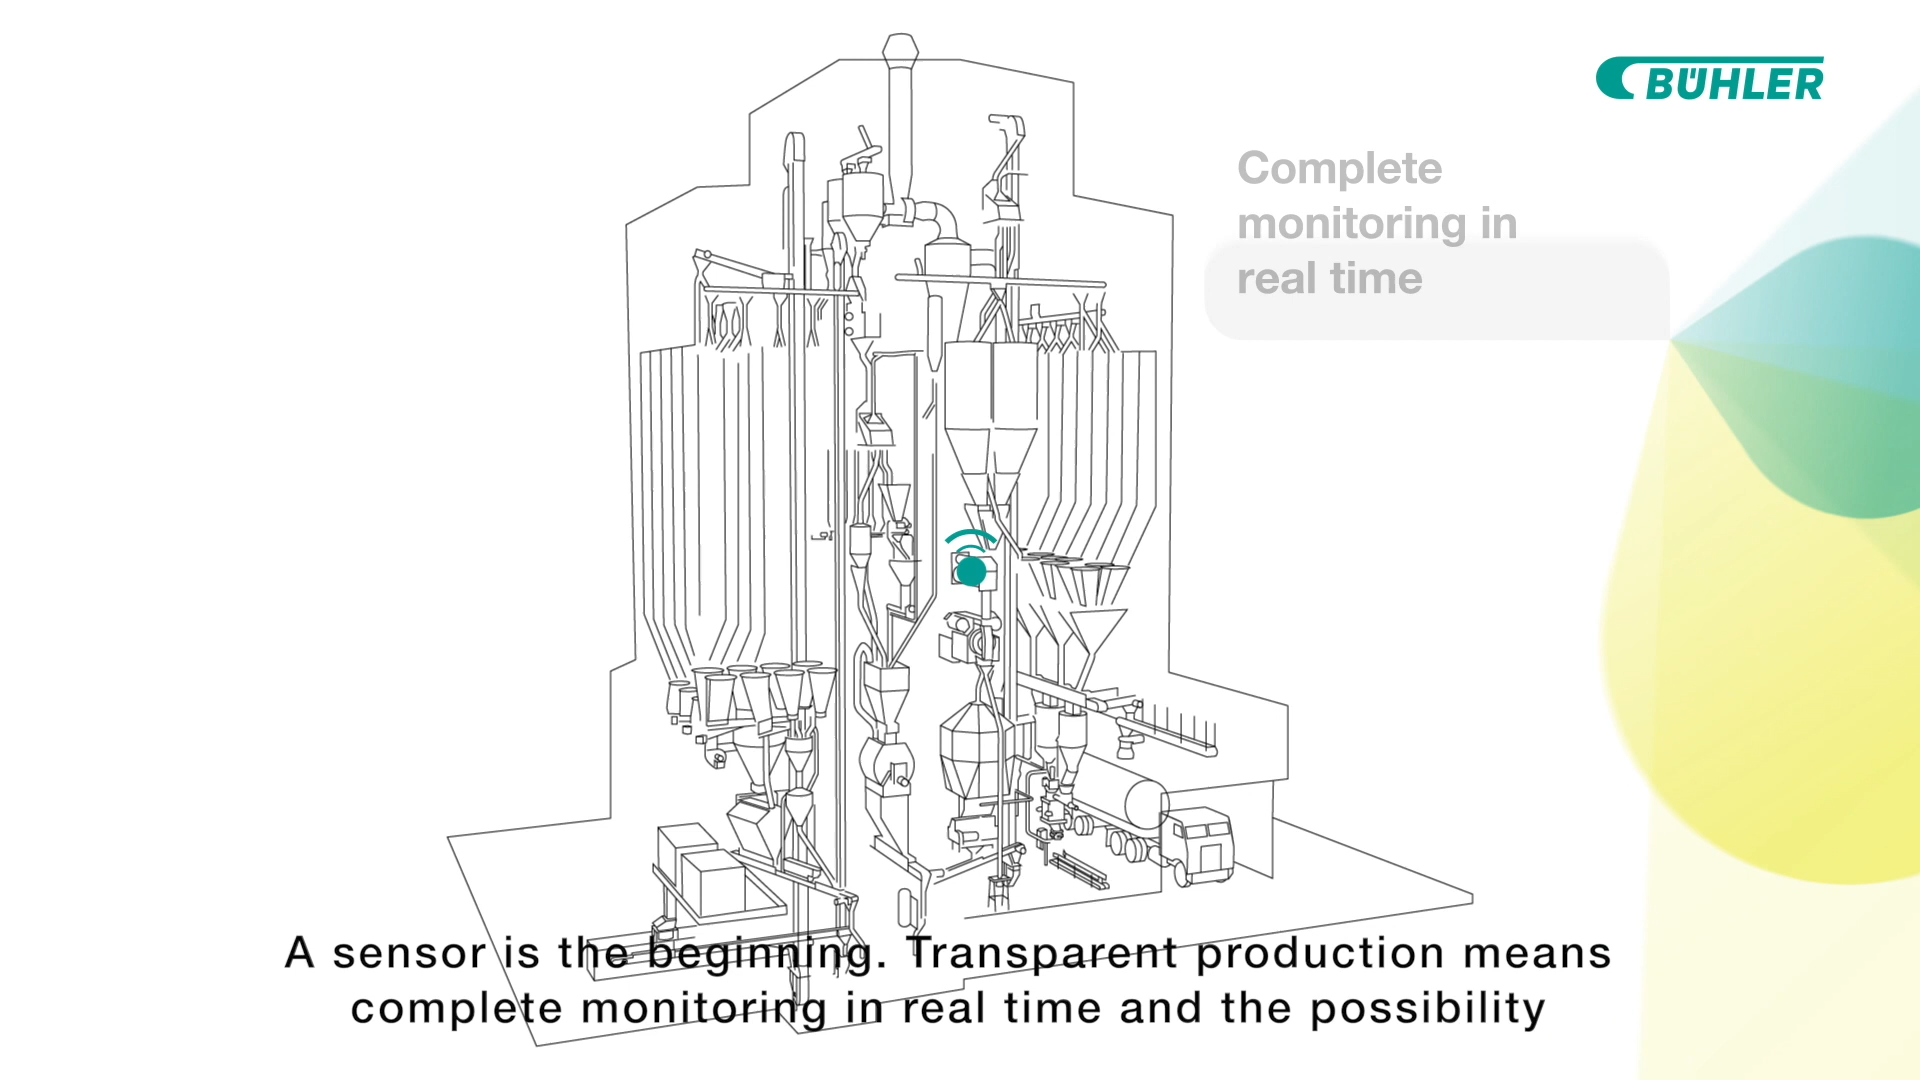 BÜHLER
Complete
monitoring in
real time
A sensor is the beginning. Transparent production means
complete monitoring in real time and the possibility